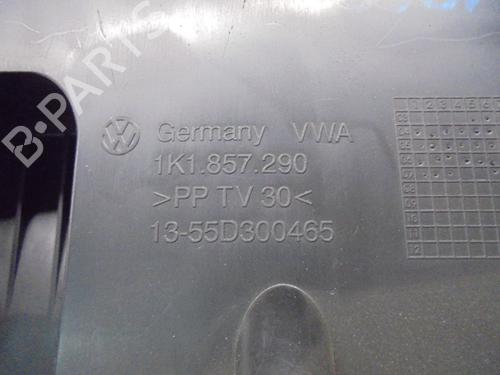 B-PARTS
Germany VWA
1K1.857.290
>PP TV 30<
13-55D300465